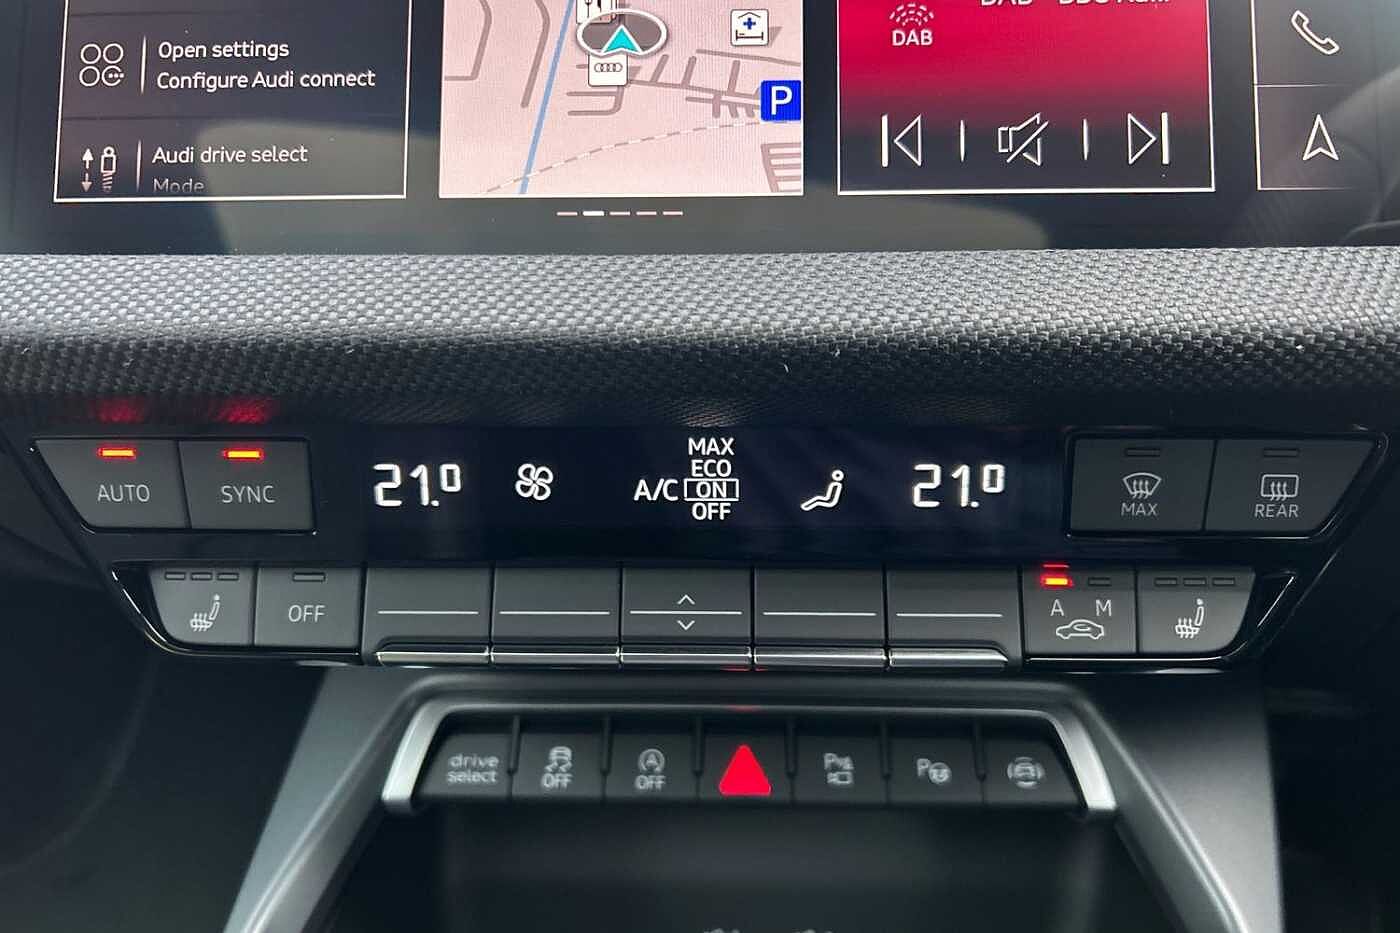 Open settings
Configure Audi connect
Audi drive select
Mode
P
DAB
AUTO
SYNC
21.0
A/C
MAX
ECO
ON
OFF
21.0
MAX
REAR
OFF
A M
drive
select
OFF
A
OFF
P
P